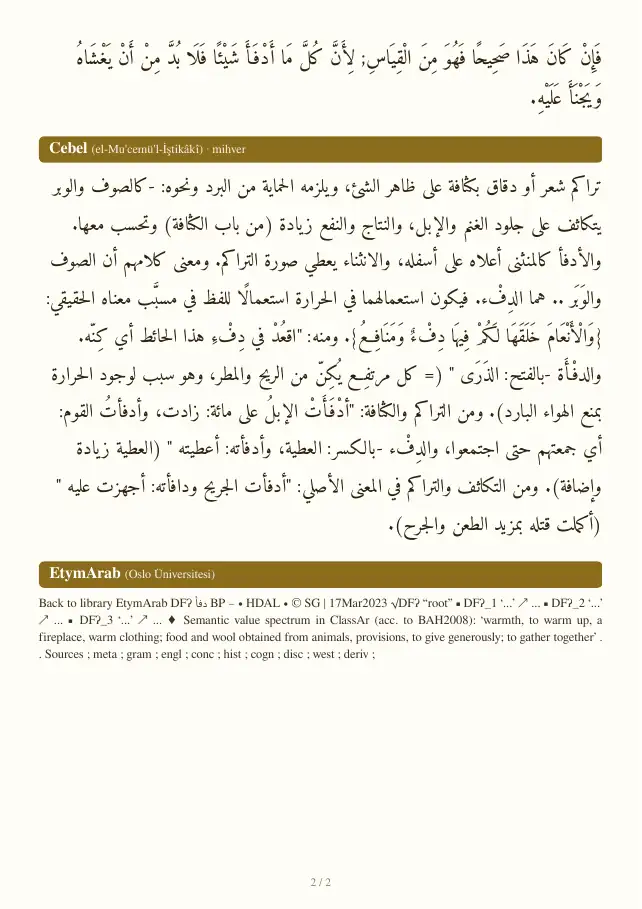 فَإِنْ كَانَ هَذَا صَحِيحًا فَهُوَ مِنَ الْقِيَاسِ; لِأَنَّ كُلَّ مَا أَدْفَأَ شَيْئًا فَلَا بُدَّ مِنْ أَنْ يَغْشَاهُ
وَيَجْنَأَ عَلَيْهِ.
Cebel (el-Mu'cemü'l-İştikâkî) · mihver
تراكم شعر أو دقاق بكثافة على ظاهر الشئ، ويلزمه الحماية من البرد ونحوه: -كالصوف والوبر
يتكاثف على جلود الغنم والإبل، والنتاج والنفع زيادة (من باب الكثافة) وتحسب معها.
والأدفأ كالمنثنى أعلاه على أسفله، والانثناء يعطي صورة التراكم. ومعنى كلامهم أن الصوف
والوَبَر .. هما الدِفْء. فيكون استعمالهما في الحرارة استعمالًا للفظ في مسبَّب معناه الحقيقي:
{وَالْأَنْعَامَ خَلَقَهَا لَكُمْ فِيهَا دِفْءٌ وَمَنَافِعُ}. ومنه: "اقعُدْ في دِفْءِ هذا الحائط أي كِنّه.
والدفْأَة -بالفتح: الذَرَى " (= كل مرتفِع يُكِنّ من الريح والمطر، وهو سبب لوجود الحرارة
بمنع الهواء البارد). ومن التراكم والكثافة: "أدْفَأَتْ الإبلُ على مائة: زادت، وأدفأتُ القوم:
أي جمعتهم حتى اجتمعوا، والدِفْء -بالكسر: العطية، وأدفأته: أعطيته " (العطية زيادة
وإضافة). ومن التكاثف والتراكم في المعنى الأصلي: "أدفأت الجريح ودافأته: أجهزت عليه "
(أكملت قتله بمزيد الطعن والجرح).
EtymArab (Oslo Üniversitesi)
Back to library EtymArab DFʔ دفأ BP – • HDAL • © SG | 17Mar2023 √DFʔ “root” ▪ DFʔ_1 ‘...’ ↗ ... ▪ DFʔ_2 ‘...’
↗ ... ▪ DFʔ_3 ‘...’ ↗ ... ♦ Semantic value spectrum in ClassAr (acc. to BAH2008): ‘warmth, to warm up, a
fireplace, warm clothing; food and wool obtained from animals, provisions, to give generously; to gather together’ .
. Sources ; meta ; gram ; engl ; conc ; hist ; cogn ; disc ; west ; deriv ;
2 / 2